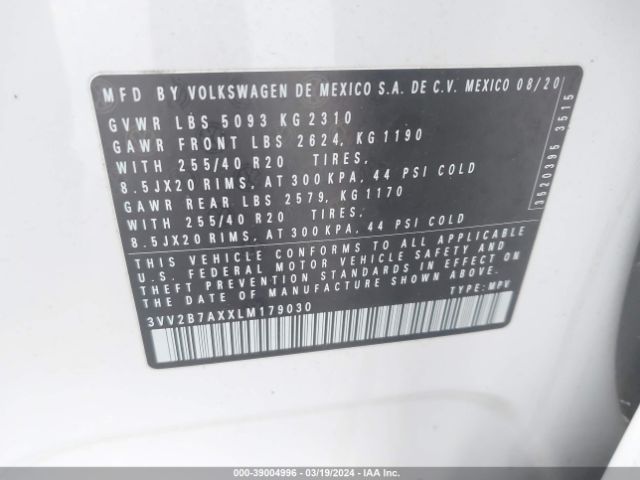 MFD BY VOLKSWAGEN DE MEXICO S.A. DE C.V. MEXICO 08/20
GVWR LBS 5093 KG 2310
GAWR FRONT LBS 2624, KG 1190
WITH 255/40 R20 TIRES,
8.5JX20 RIMS, AT 300 KPA, 44 PSI COLD
GAWR REAR LBS 2579, KG 1170
WITH 255/40 R20 TIRES:
8.5JX20 RIMS, AT 300 KPA, 44 PSI COLD
THIS VEHICLE CONFORMS TO ALL APPLICABLE
U.S. FEDERAL MOTOR VEHICLE SAFETY AND
THEFT PREVENTION STANDARDS IN EFFECT ON
THE DATE OF MANUFACTURE SHOWN ABOVE.
3VV2B7AXXLM179030 TYPE: MPV
3520395 3515
000-39004996 | 03/19/2024 | IAA Inc.